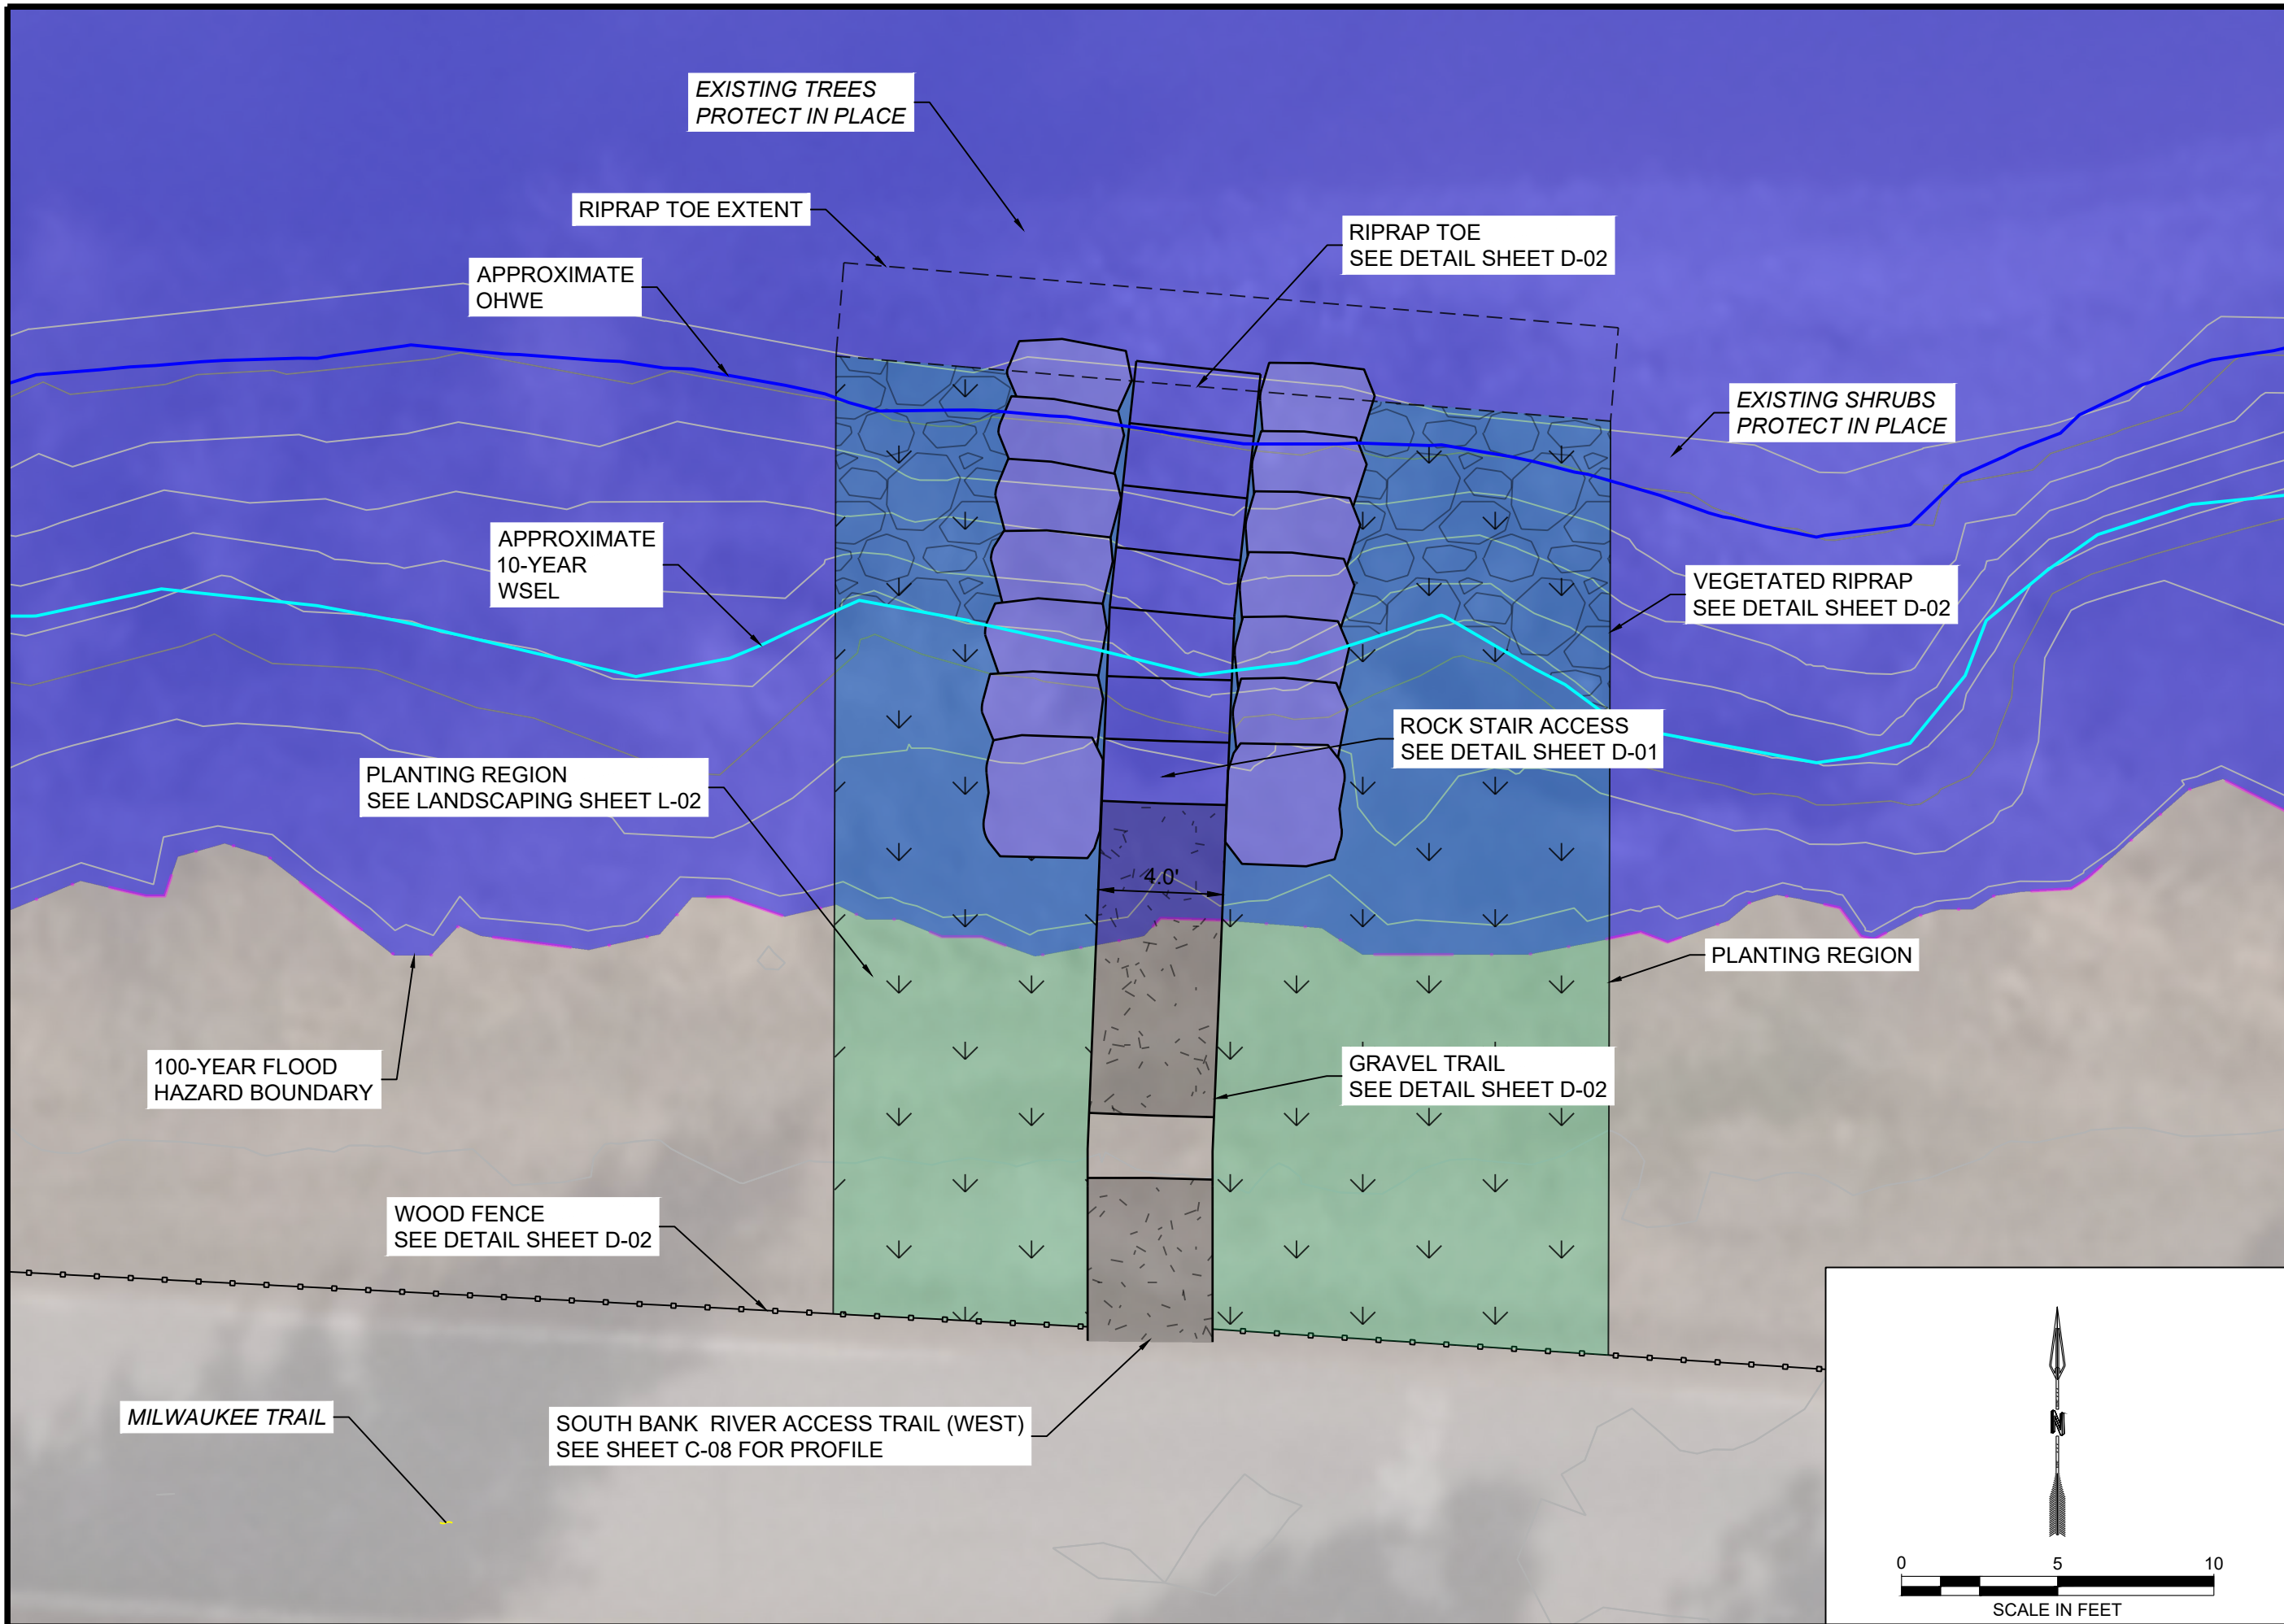 EXISTING TREES
PROTECT IN PLACE
RIPRAP TOE EXTENT
RIPRAP TOE
SEE DETAIL SHEET D-02
APPROXIMATE
OHWE
EXISTING SHRUBS
PROTECT IN PLACE
APPROXIMATE
10-YEAR
WSEL
VEGETATED RIPRAP
SEE DETAIL SHEET D-02
ROCK STAIR ACCESS
SEE DETAIL SHEET D-01
PLANTING REGION
SEE LANDSCAPING SHEET L-02
4.0'
PLANTING REGION
100-YEAR FLOOD
HAZARD BOUNDARY
GRAVEL TRAIL
SEE DETAIL SHEET D-02
WOOD FENCE
SEE DETAIL SHEET D-02
MILWAUKEE TRAIL
SOUTH BANK  RIVER ACCESS TRAIL (WEST)
SEE SHEET C-08 FOR PROFILE
N
0 5 10
SCALE IN FEET